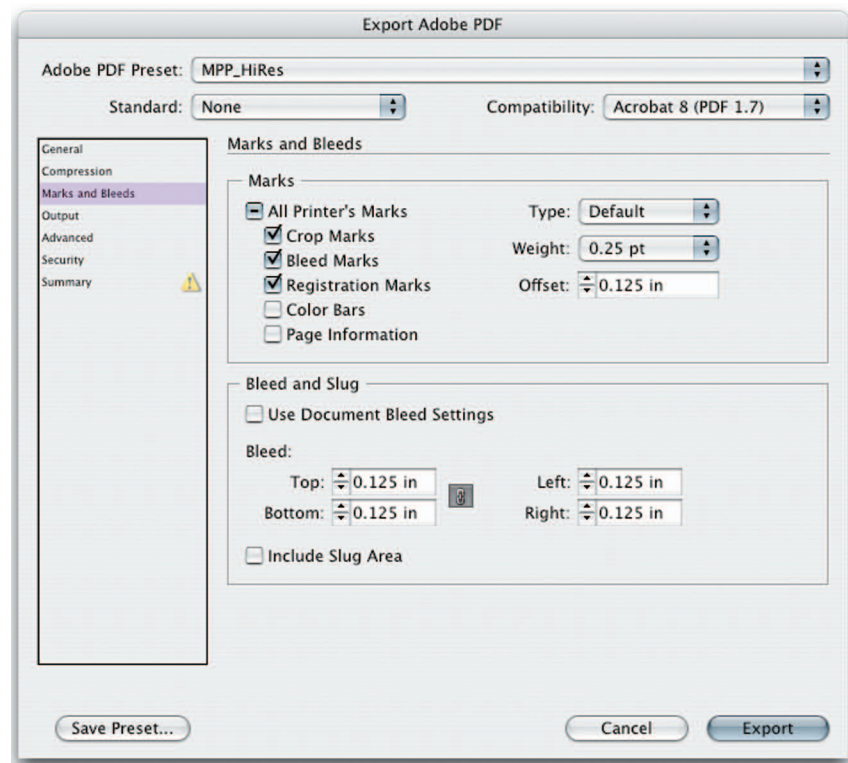 Export Adobe PDF
Adobe PDF Preset: MPP_HiRes
Standard: None Compatibility: Acrobat 8 (PDF 1.7)
General
Compression
Marks and Bleeds
Output
Advanced
Security
Summary
Marks and Bleeds
Marks
All Printer's Marks
Crop Marks
Bleed Marks
Registration Marks
Color Bars
Page Information
Type: Default
Weight: 0.25 pt
Offset: 0.125 in
Bleed and Slug
Use Document Bleed Settings
Bleed:
Top: 0.125 in Left: 0.125 in
Bottom: 0.125 in Right: 0.125 in
Include Slug Area
Save Preset... Cancel Export